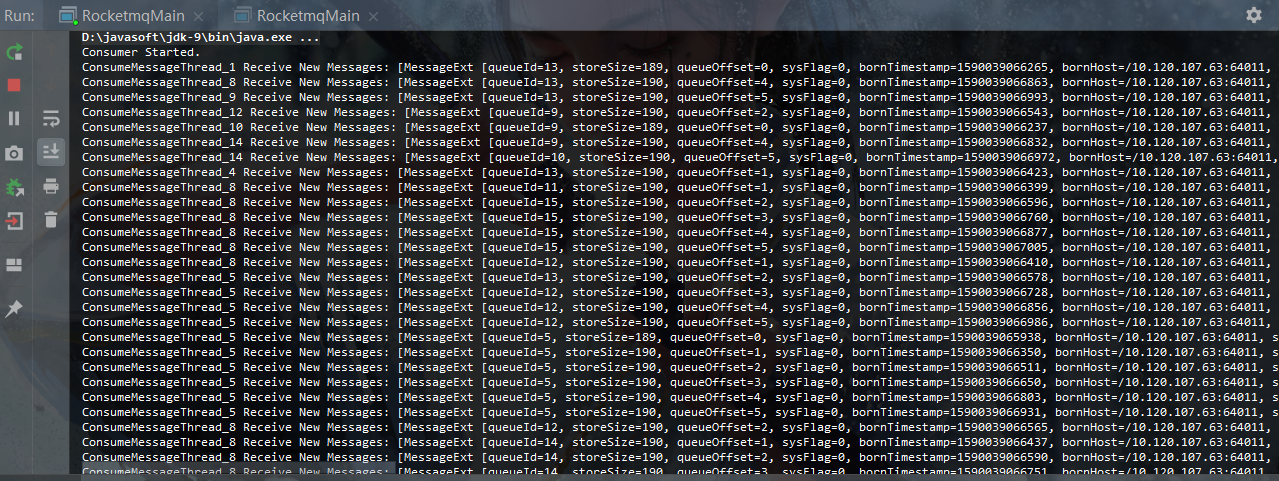 Run: RocketmqMain RocketmqMain
D:\javasoft\jdk-9\bin\java.exe ...
Consumer Started.
ConsumeMessageThread_1 Receive New Messages: [MessageExt [queueId=13, storeSize=189, queueOffset=0, sysFlag=0, bornTimestamp=1590039066265, bornHost=/10.120.107.63:64011,
ConsumeMessageThread_8 Receive New Messages: [MessageExt [queueId=13, storeSize=190, queueOffset=4, sysFlag=0, bornTimestamp=1590039066863, bornHost=/10.120.107.63:64011,
ConsumeMessageThread_9 Receive New Messages: [MessageExt [queueId=13, storeSize=190, queueOffset=5, sysFlag=0, bornTimestamp=1590039066993, bornHost=/10.120.107.63:64011,
ConsumeMessageThread_12 Receive New Messages: [MessageExt [queueId=9, storeSize=190, queueOffset=2, sysFlag=0, bornTimestamp=1590039066543, bornHost=/10.120.107.63:64011,
ConsumeMessageThread_10 Receive New Messages: [MessageExt [queueId=9, storeSize=189, queueOffset=0, sysFlag=0, bornTimestamp=1590039066237, bornHost=/10.120.107.63:64011,
ConsumeMessageThread_14 Receive New Messages: [MessageExt [queueId=9, storeSize=190, queueOffset=4, sysFlag=0, bornTimestamp=1590039066832, bornHost=/10.120.107.63:64011,
ConsumeMessageThread_14 Receive New Messages: [MessageExt [queueId=10, storeSize=190, queueOffset=5, sysFlag=0, bornTimestamp=1590039066972, bornHost=/10.120.107.63:64011,
ConsumeMessageThread_4 Receive New Messages: [MessageExt [queueId=13, storeSize=190, queueOffset=1, sysFlag=0, bornTimestamp=1590039066423, bornHost=/10.120.107.63:64011,
ConsumeMessageThread_8 Receive New Messages: [MessageExt [queueId=11, storeSize=190, queueOffset=1, sysFlag=0, bornTimestamp=1590039066399, bornHost=/10.120.107.63:64011,
ConsumeMessageThread_8 Receive New Messages: [MessageExt [queueId=15, storeSize=190, queueOffset=2, sysFlag=0, bornTimestamp=1590039066596, bornHost=/10.120.107.63:64011,
ConsumeMessageThread_8 Receive New Messages: [MessageExt [queueId=15, storeSize=190, queueOffset=3, sysFlag=0, bornTimestamp=1590039066760, bornHost=/10.120.107.63:64011,
ConsumeMessageThread_8 Receive New Messages: [MessageExt [queueId=15, storeSize=190, queueOffset=4, sysFlag=0, bornTimestamp=1590039066877, bornHost=/10.120.107.63:64011,
ConsumeMessageThread_8 Receive New Messages: [MessageExt [queueId=15, storeSize=190, queueOffset=5, sysFlag=0, bornTimestamp=1590039067005, bornHost=/10.120.107.63:64011,
ConsumeMessageThread_8 Receive New Messages: [MessageExt [queueId=12, storeSize=190, queueOffset=1, sysFlag=0, bornTimestamp=1590039066410, bornHost=/10.120.107.63:64011,
ConsumeMessageThread_5 Receive New Messages: [MessageExt [queueId=13, storeSize=190, queueOffset=2, sysFlag=0, bornTimestamp=1590039066578, bornHost=/10.120.107.63:64011,
ConsumeMessageThread_5 Receive New Messages: [MessageExt [queueId=12, storeSize=190, queueOffset=3, sysFlag=0, bornTimestamp=1590039066728, bornHost=/10.120.107.63:64011,
ConsumeMessageThread_5 Receive New Messages: [MessageExt [queueId=12, storeSize=190, queueOffset=4, sysFlag=0, bornTimestamp=1590039066856, bornHost=/10.120.107.63:64011,
ConsumeMessageThread_5 Receive New Messages: [MessageExt [queueId=12, storeSize=190, queueOffset=5, sysFlag=0, bornTimestamp=1590039066986, bornHost=/10.120.107.63:64011,
ConsumeMessageThread_5 Receive New Messages: [MessageExt [queueId=5, storeSize=189, queueOffset=0, sysFlag=0, bornTimestamp=1590039065938, bornHost=/10.120.107.63:64011, s
ConsumeMessageThread_5 Receive New Messages: [MessageExt [queueId=5, storeSize=190, queueOffset=1, sysFlag=0, bornTimestamp=1590039066350, bornHost=/10.120.107.63:64011, s
ConsumeMessageThread_5 Receive New Messages: [MessageExt [queueId=5, storeSize=190, queueOffset=2, sysFlag=0, bornTimestamp=1590039066511, bornHost=/10.120.107.63:64011, s
ConsumeMessageThread_5 Receive New Messages: [MessageExt [queueId=5, storeSize=190, queueOffset=3, sysFlag=0, bornTimestamp=1590039066650, bornHost=/10.120.107.63:64011, s
ConsumeMessageThread_5 Receive New Messages: [MessageExt [queueId=5, storeSize=190, queueOffset=4, sysFlag=0, bornTimestamp=1590039066803, bornHost=/10.120.107.63:64011, s
ConsumeMessageThread_5 Receive New Messages: [MessageExt [queueId=5, storeSize=190, queueOffset=5, sysFlag=0, bornTimestamp=1590039066931, bornHost=/10.120.107.63:64011, s
ConsumeMessageThread_8 Receive New Messages: [MessageExt [queueId=12, storeSize=190, queueOffset=2, sysFlag=0, bornTimestamp=1590039066565, bornHost=/10.120.107.63:64011,
ConsumeMessageThread_8 Receive New Messages: [MessageExt [queueId=14, storeSize=190, queueOffset=1, sysFlag=0, bornTimestamp=1590039066437, bornHost=/10.120.107.63:64011,
ConsumeMessageThread_8 Receive New Messages: [MessageExt [queueId=14, storeSize=190, queueOffset=2, sysFlag=0, bornTimestamp=1590039066590, bornHost=/10.120.107.63:64011,
ConsumeMessageThread_8 Receive New Messages: [MessageExt [queueId=14, storeSize=190, queueOffset=3, sysFlag=0, bornTimestamp=1590039066751, bornHost=/10.120.107.63:64011,